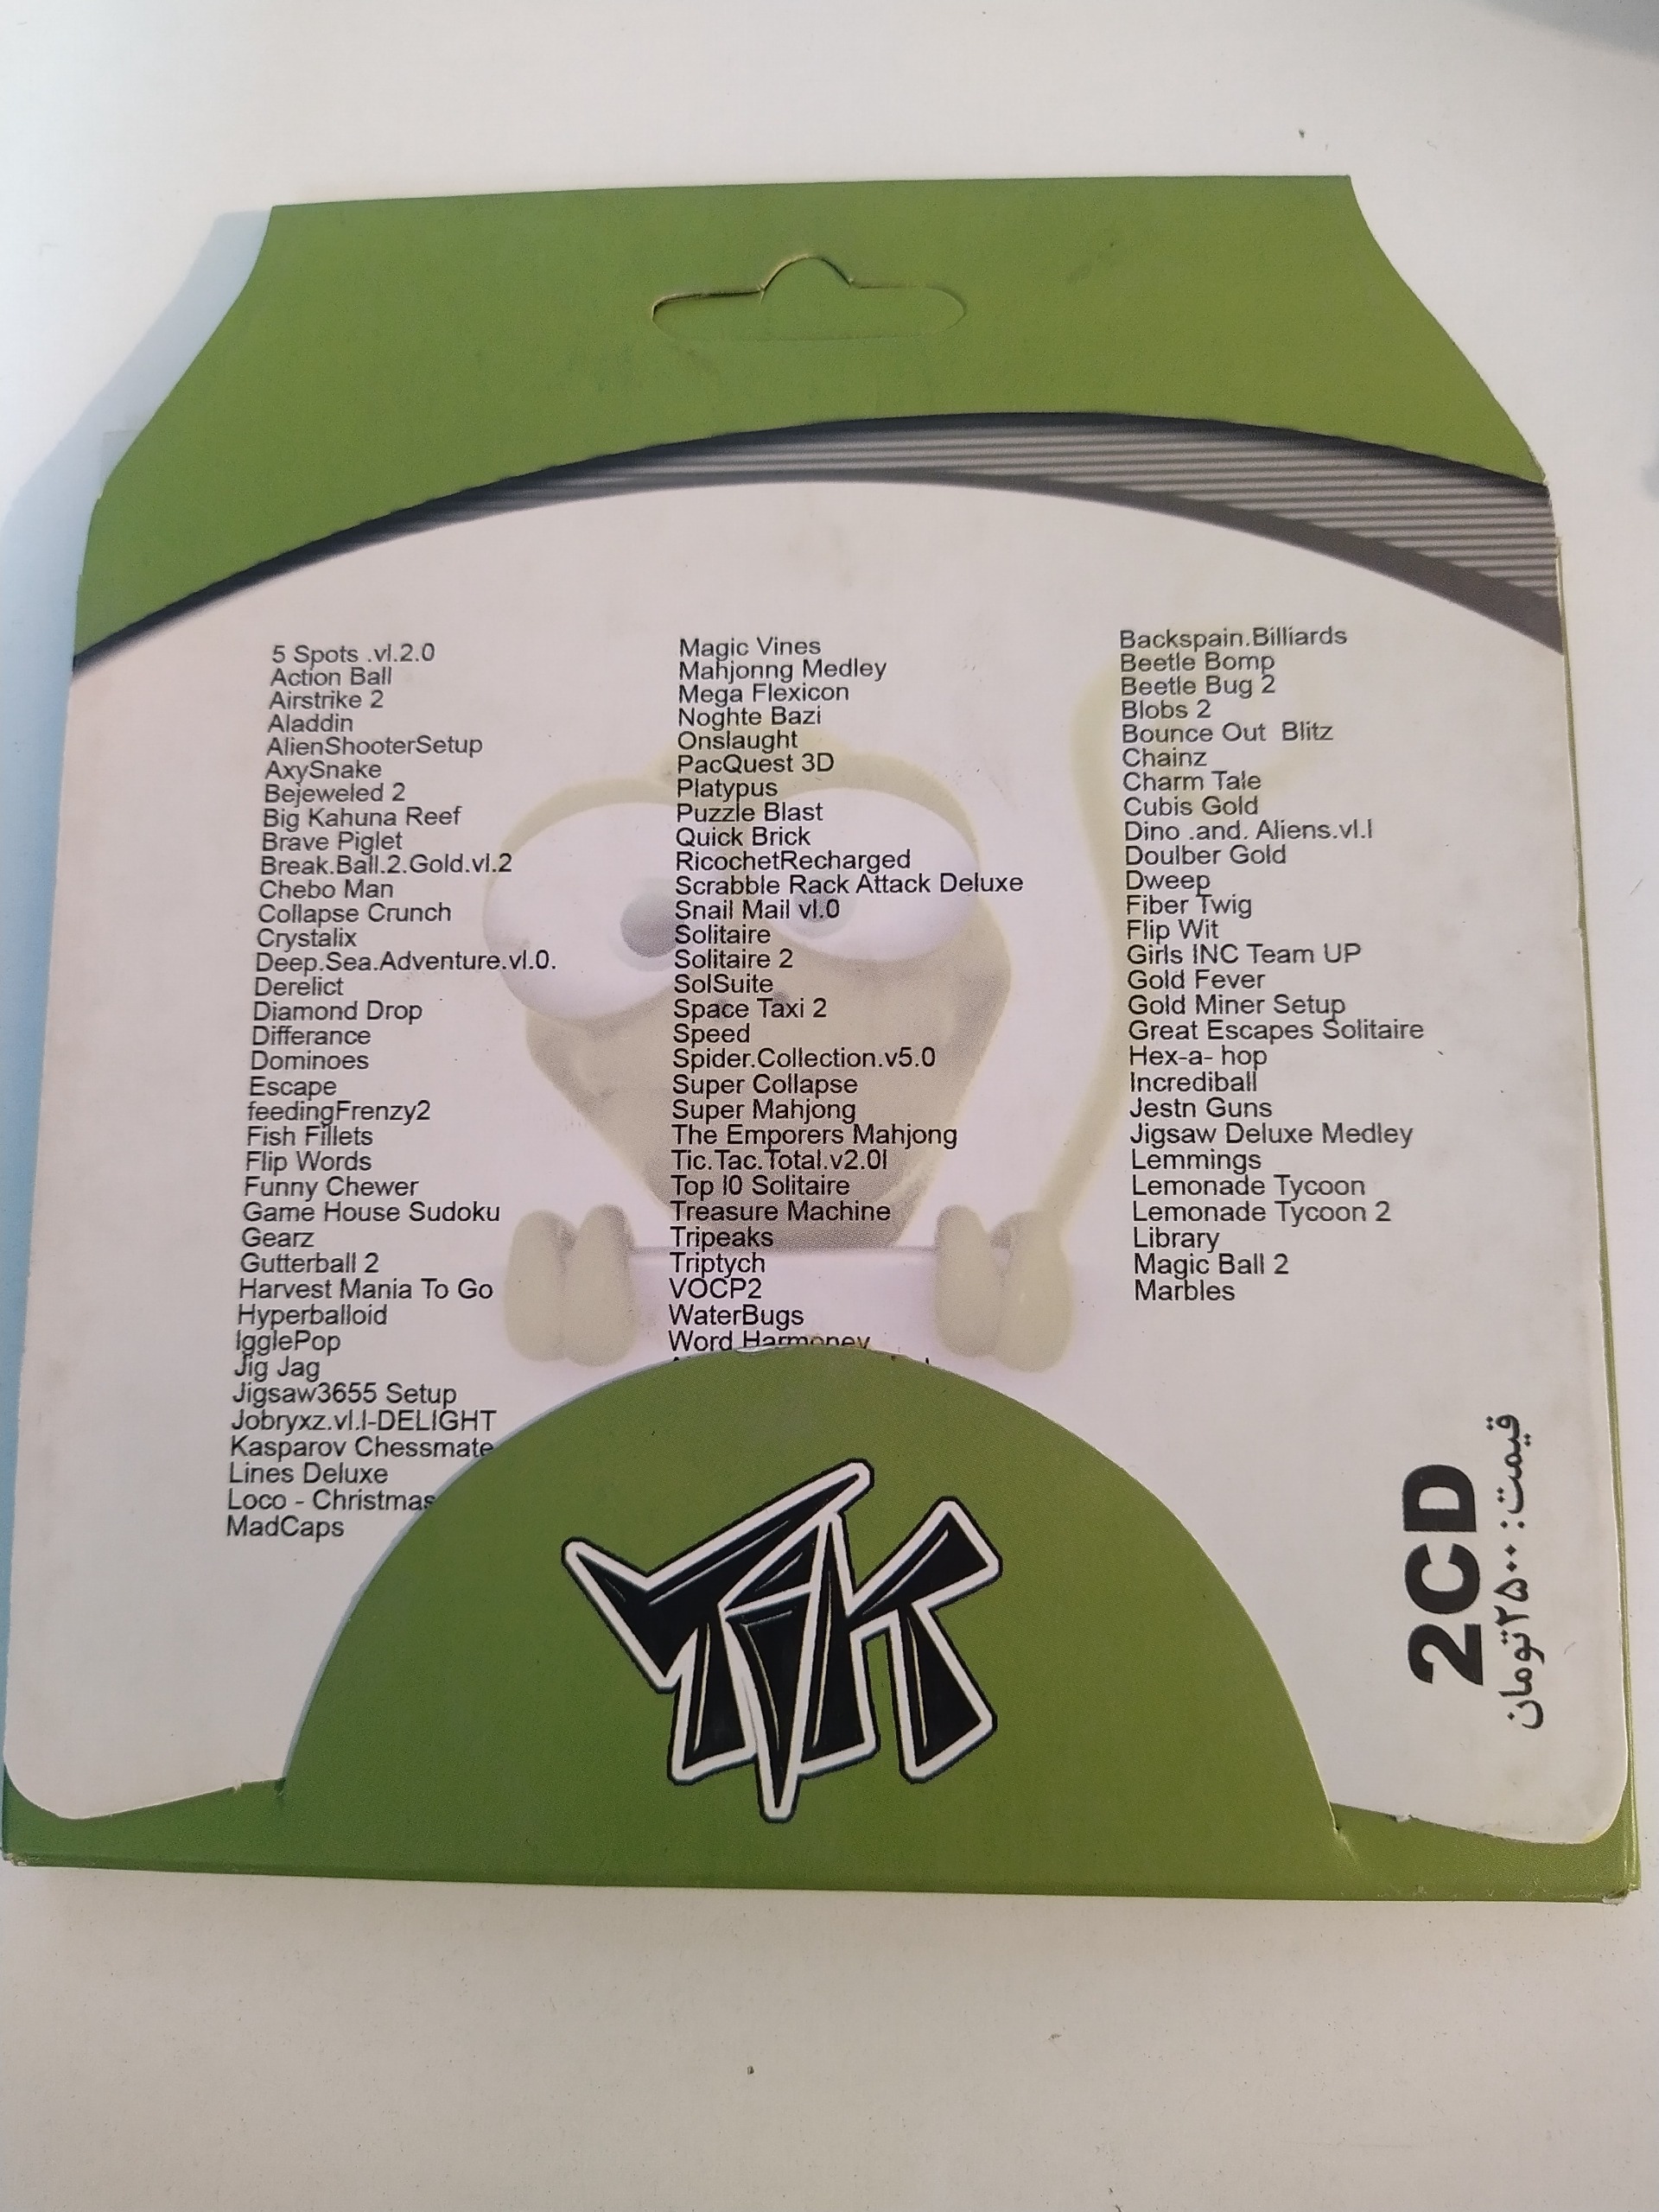 5 Spots .vl.2.0
Action Ball
Airstrike 2
Aladdin
AlienShooterSetup
AxySnake
Bejeweled 2
Big Kahuna Reef
Brave Piglet
Break.Ball.2.Gold.vl.2
Chebo Man
Collapse Crunch
Crystalix
Deep.Sea.Adventure.vl.0.
Derelict
Diamond Drop
Differance
Dominoes
Escape
feedingFrenzy2
Fish Fillets
Flip Words
Funny Chewer
Game House Sudoku
Gearz
Gutterball 2
Harvest Mania To Go
Hyperballoid
IgglePop
Jig Jag
Jigsaw3655 Setup
Jobryxz.vl.l-DELIGHT
Kasparov Chessmate
Lines Deluxe
Loco - Christmas
MadCaps
Magic Vines
Mahjonng Medley
Mega Flexicon
Noghte Bazi
Onslaught
PacQuest 3D
Platypus
Puzzle Blast
Quick Brick
RicochetRecharged
Scrabble Rack Attack Deluxe
Snail Mail vl.0
Solitaire
Solitaire 2
SolSuite
Space Taxi 2
Speed
Spider.Collection.v5.0
Super Collapse
Super Mahjong
The Emporers Mahjong
Tic.Tac.Total.v2.0l
Top l0 Solitaire
Treasure Machine
Tripeaks
Triptych
VOCP2
WaterBugs
Word Harmoney
Backspain.Billiards
Beetle Bomp
Beetle Bug 2
Blobs 2
Bounce Out  Blitz
Chainz
Charm Tale
Cubis Gold
Dino .and. Aliens.vl.l
Doulber Gold
Dweep
Fiber Twig
Flip Wit
Girls INC Team UP
Gold Fever
Gold Miner Setup
Great Escapes Solitaire
Hex-a- hop
Incrediball
Jestn Guns
Jigsaw Deluxe Medley
Lemmings
Lemonade Tycoon
Lemonade Tycoon 2
Library
Magic Ball 2
Marbles
2CD
قیمت: ۲۵۰۰تومان